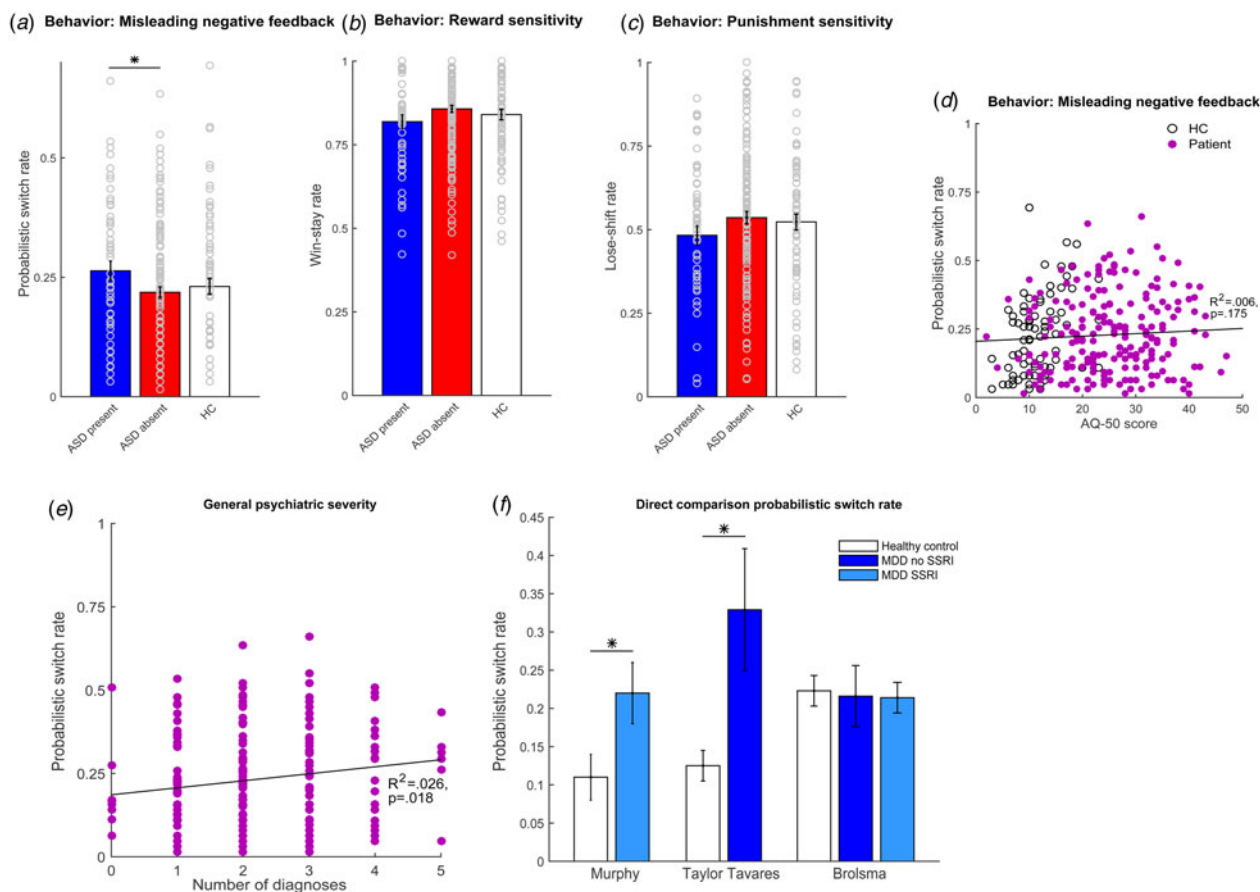 (a) Behavior: Misleading negative feedback
*
0.5
0.25
0
Probabilistic switch rate
ASD present
ASD absent
HC
(b) Behavior: Reward sensitivity
1
0.75
0.5
0.25
0
Win-stay rate
ASD present
ASD absent
HC
(c) Behavior: Punishment sensitivity
1
0.75
0.5
0.25
0
Lose-shift rate
ASD present
ASD absent
HC
(d) Behavior: Misleading negative feedback
HC
Patient
1
0.75
0.5
0.25
0
Probabilistic switch rate
R²=.006,
p=.175
0 10 20 30 40 50
AQ-50 score
(e) General psychiatric severity
1
0.75
0.5
0.25
0
Probabilistic switch rate
R²=.026,
p=.018
0 1 2 3 4 5
Number of diagnoses
(f) Direct comparison probabilistic switch rate
Healthy control
MDD no SSRI
MDD SSRI
*
*
0.45
0.4
0.35
0.3
0.25
0.2
0.15
0.1
0.05
0
Probabilistic switch rate
Murphy Taylor Tavares Brolsma